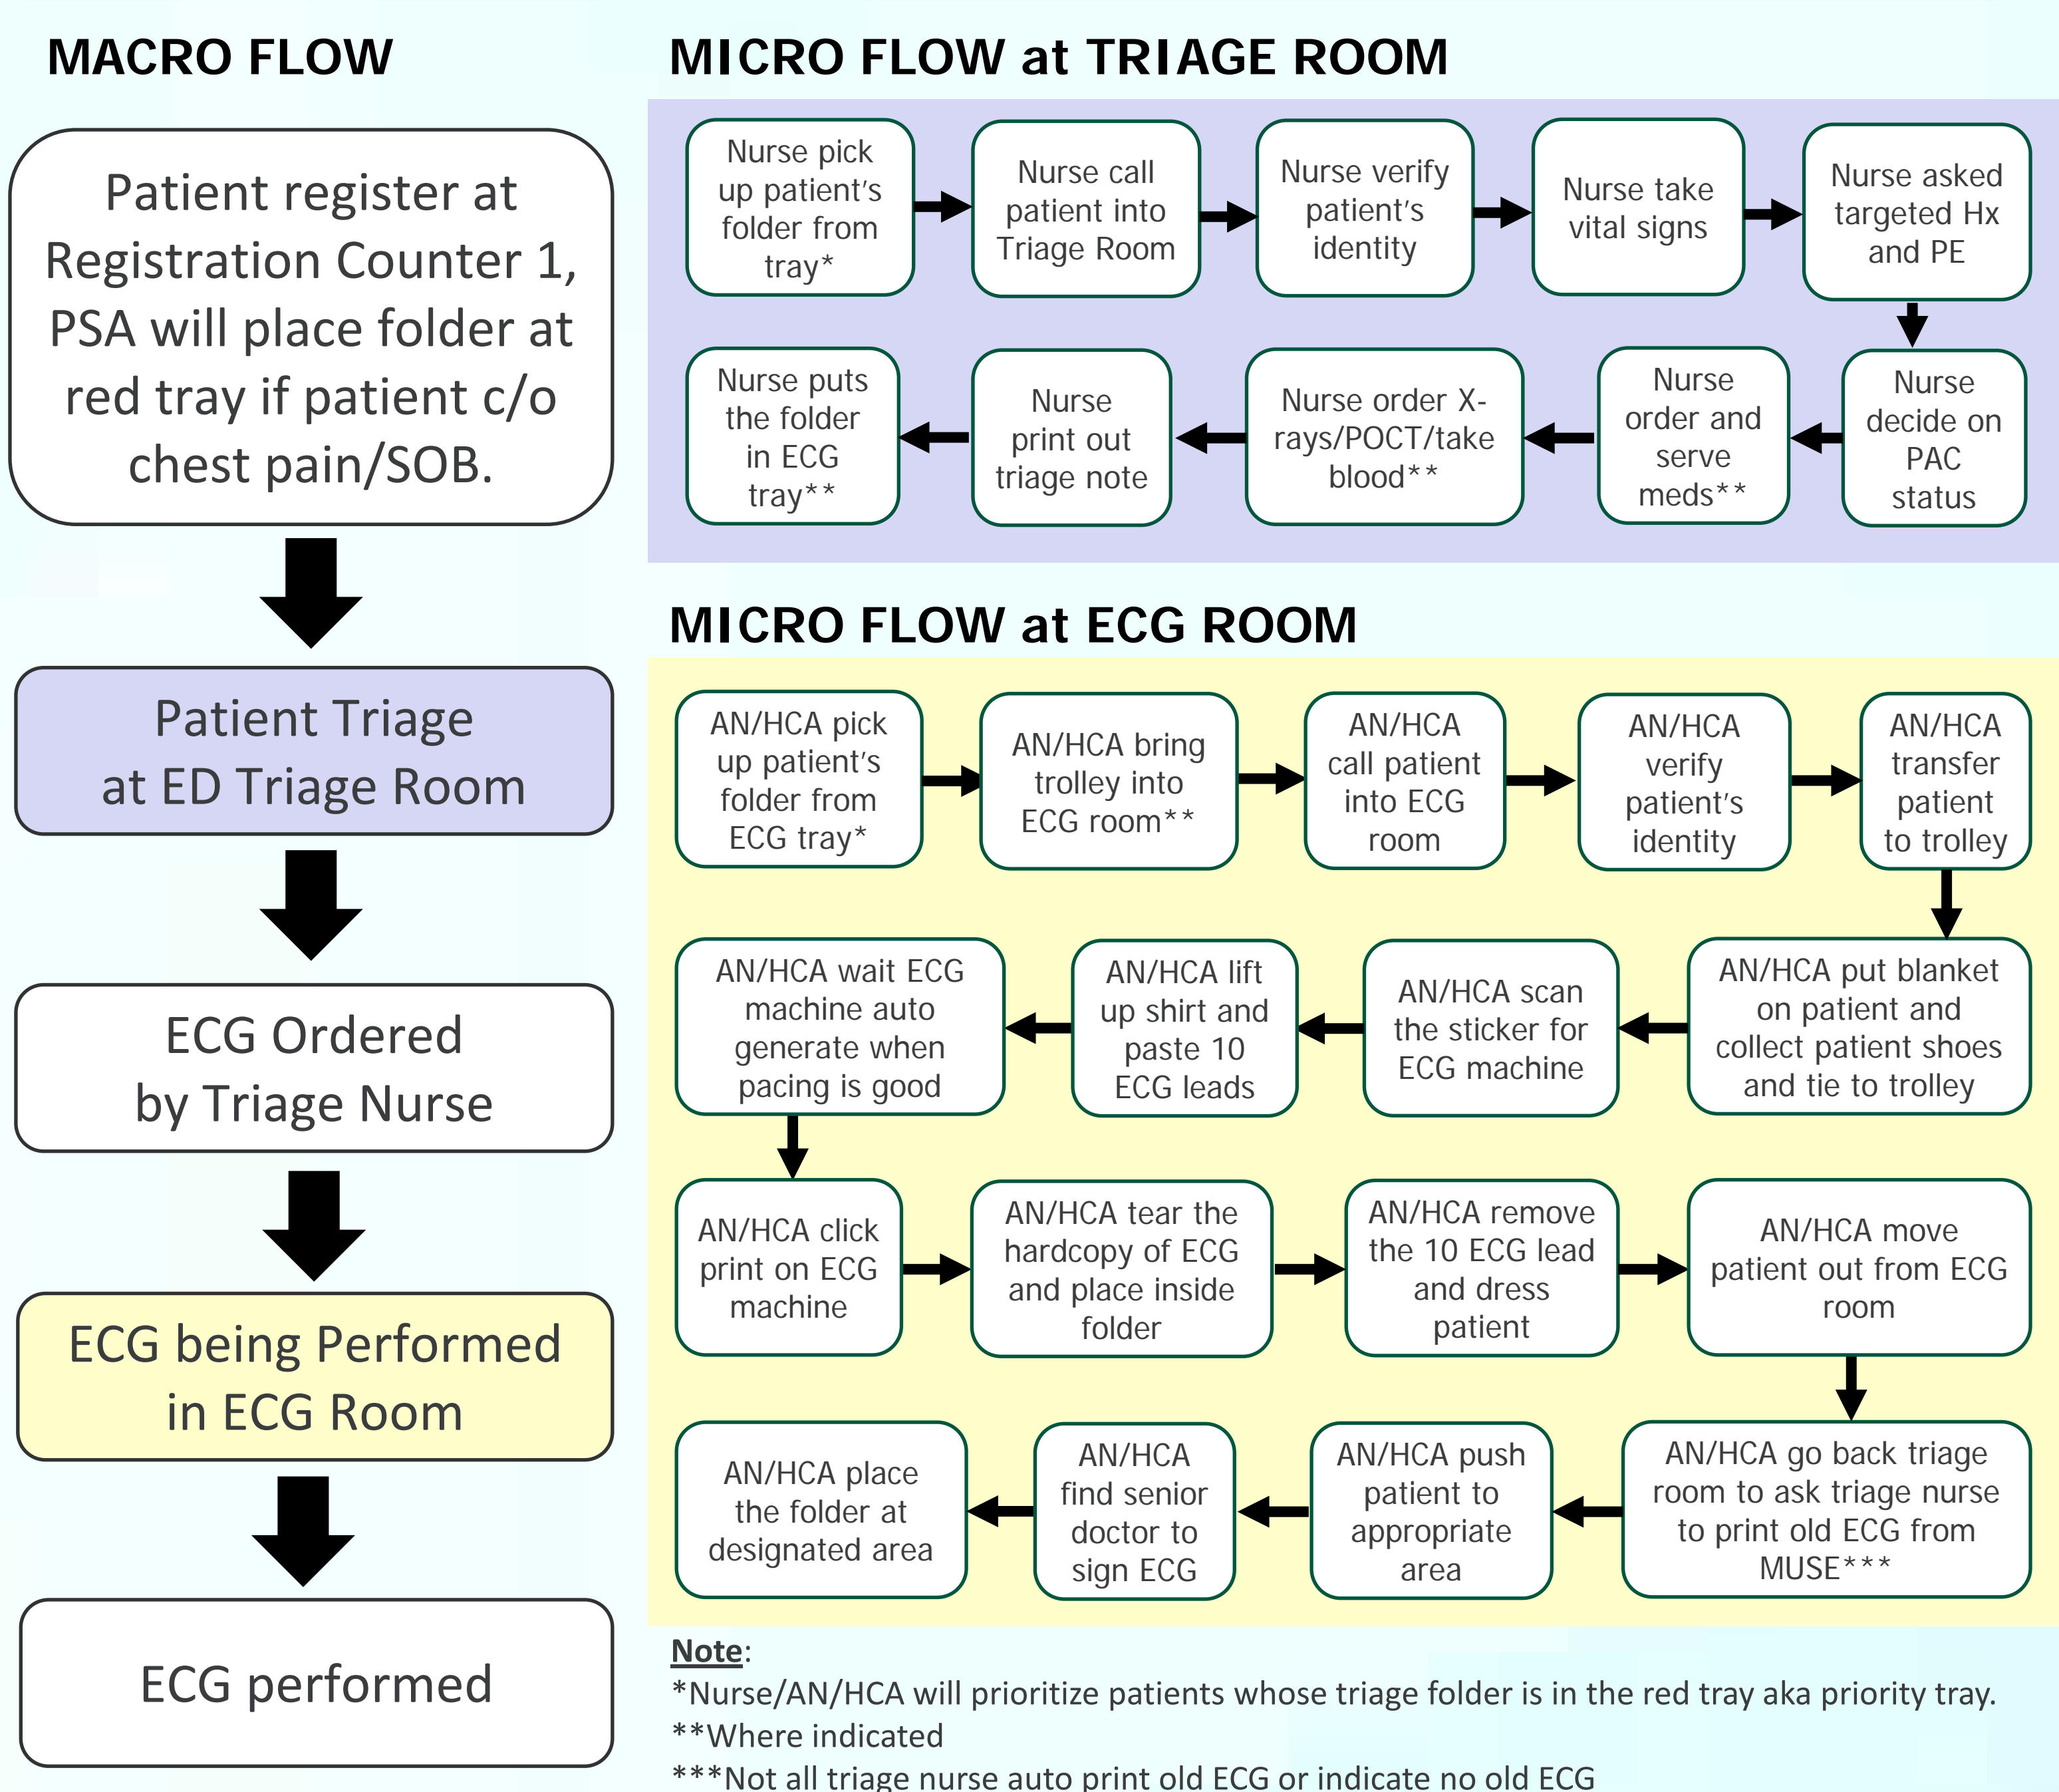 MACRO FLOW
Patient register at
Registration Counter 1,
PSA will place folder at
red tray if patient c/o
chest pain/SOB.
Patient Triage
at ED Triage Room
ECG Ordered
by Triage Nurse
ECG being Performed
in ECG Room
ECG performed
MICRO FLOW at TRIAGE ROOM
Nurse pick
up patient's
folder from
tray*
Nurse call
patient into
Triage Room
Nurse verify
patient's
identity
Nurse take
vital signs
Nurse asked
targeted Hx
and PE
Nurse
decide on
PAC
status
Nurse
order and
serve
meds**
Nurse order X-
rays/POCT/take
blood**
Nurse
print out
triage note
Nurse puts
the folder
in ECG
tray**
MICRO FLOW at ECG ROOM
AN/HCA pick
up patient's
folder from
ECG tray*
AN/HCA bring
trolley into
ECG room**
AN/HCA
call patient
into ECG
room
AN/HCA
verify
patient's
identity
AN/HCA
transfer
patient
to trolley
AN/HCA put blanket
on patient and
collect patient shoes
and tie to trolley
AN/HCA scan
the sticker for
ECG machine
AN/HCA lift
up shirt and
paste 10
ECG leads
AN/HCA wait ECG
machine auto
generate when
pacing is good
AN/HCA click
print on ECG
machine
AN/HCA tear the
hardcopy of ECG
and place inside
folder
AN/HCA remove
the 10 ECG lead
and dress
patient
AN/HCA move
patient out from ECG
room
AN/HCA go back triage
room to ask triage nurse
to print old ECG from
MUSE***
AN/HCA push
patient to
appropriate
area
AN/HCA
find senior
doctor to
sign ECG
AN/HCA place
the folder at
designated area
Note:
*Nurse/AN/HCA will prioritize patients whose triage folder is in the red tray aka priority tray.
**Where indicated
***Not all triage nurse auto print old ECG or indicate no old ECG